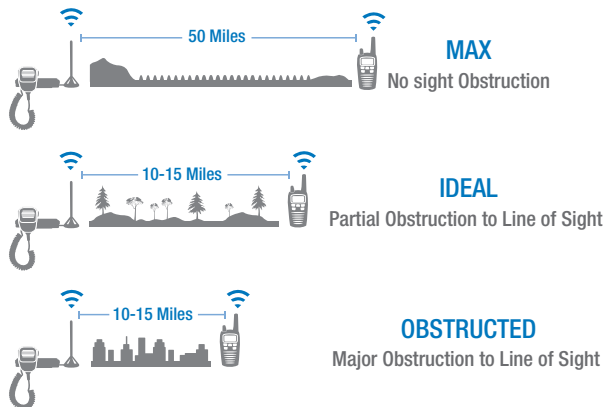 50 Miles
MAX
No sight Obstruction
10-15 Miles
IDEAL
Partial Obstruction to Line of Sight
10-15 Miles
OBSTRUCTED
Major Obstruction to Line of Sight